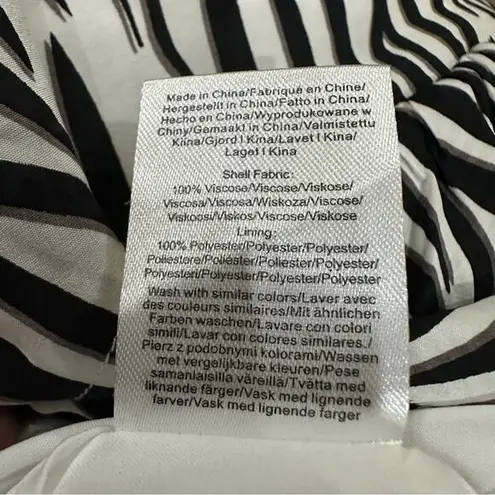 Made in China/Fabriqué en Chine/
Hergestellt in China/Fatto in China/
Hecho en China/Wyprodukowane w
Chiny/Gemaakt in China/Valmistettu
Kiina/Gjord I Kina/Lavet I Kina/
Laget I Kina
Shell Fabric:
100% Viscose/Viscose/Viskose/
Viscosa/Viscosa/Wiskoza/Viscose/
Viskoosi/Viskos/Viscose/Viskose
Lining:
100% Polyester/Polyester/Polyester/
Poliestere/Poliéster/Poliester/Polyester/
Polyesteri/Polyester/Polyester/Polyester
Wash with similar colors/Laver avec
des couleurs similaires/Mit ähnlichen
Farben waschen/Lavare con colori
simili/Lavar con colores similares./
Pierz z podobnymi kolorami/Wassen
met vergelijkbare kleuren/Pese
samanlaisilla väreillä/Tvätta med
liknande färger/Vask med lignende
farver/Vask med lignende farger